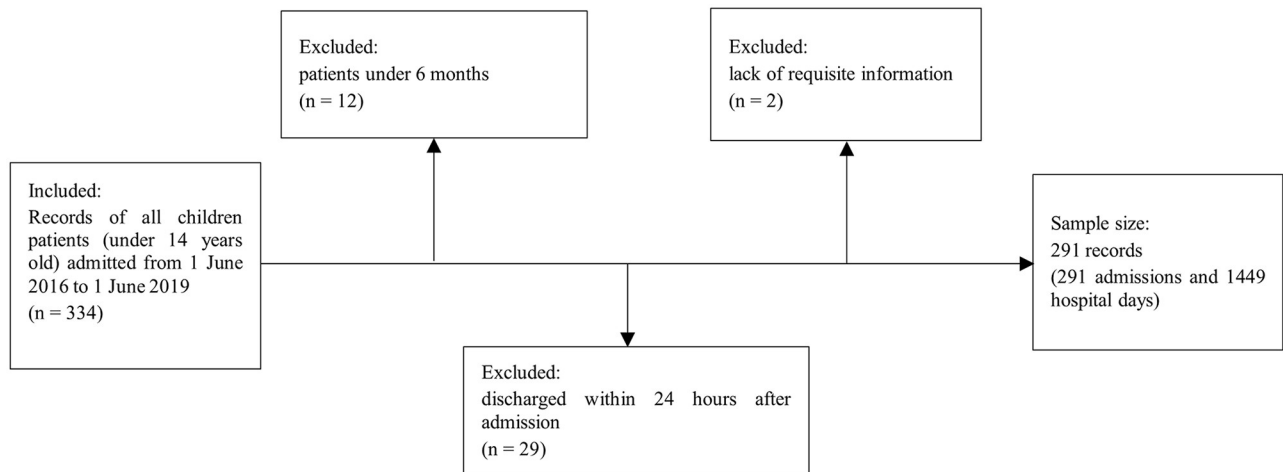 Excluded:
patients under 6 months
(n = 12)
Excluded:
lack of requisite information
(n = 2)
Included:
Records of all children
patients (under 14 years
old) admitted from 1 June
2016 to 1 June 2019
(n = 334)
Sample size:
291 records
(291 admissions and 1449
hospital days)
Excluded:
discharged within 24 hours after
admission
(n = 29)